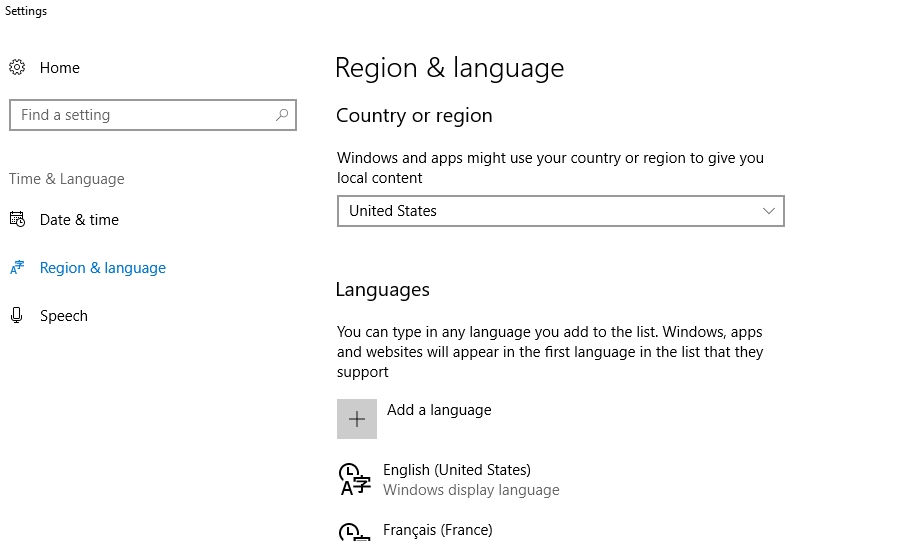 Settings
Home
Find a setting
Time & Language
Date & time
Region & language
Speech
Region & language
Country or region
Windows and apps might use your country or region to give you
local content
United States
Languages
You can type in any language you add to the list. Windows, apps
and websites will appear in the first language in the list that they
support
Add a language
English (United States)
Windows display language
Français (France)